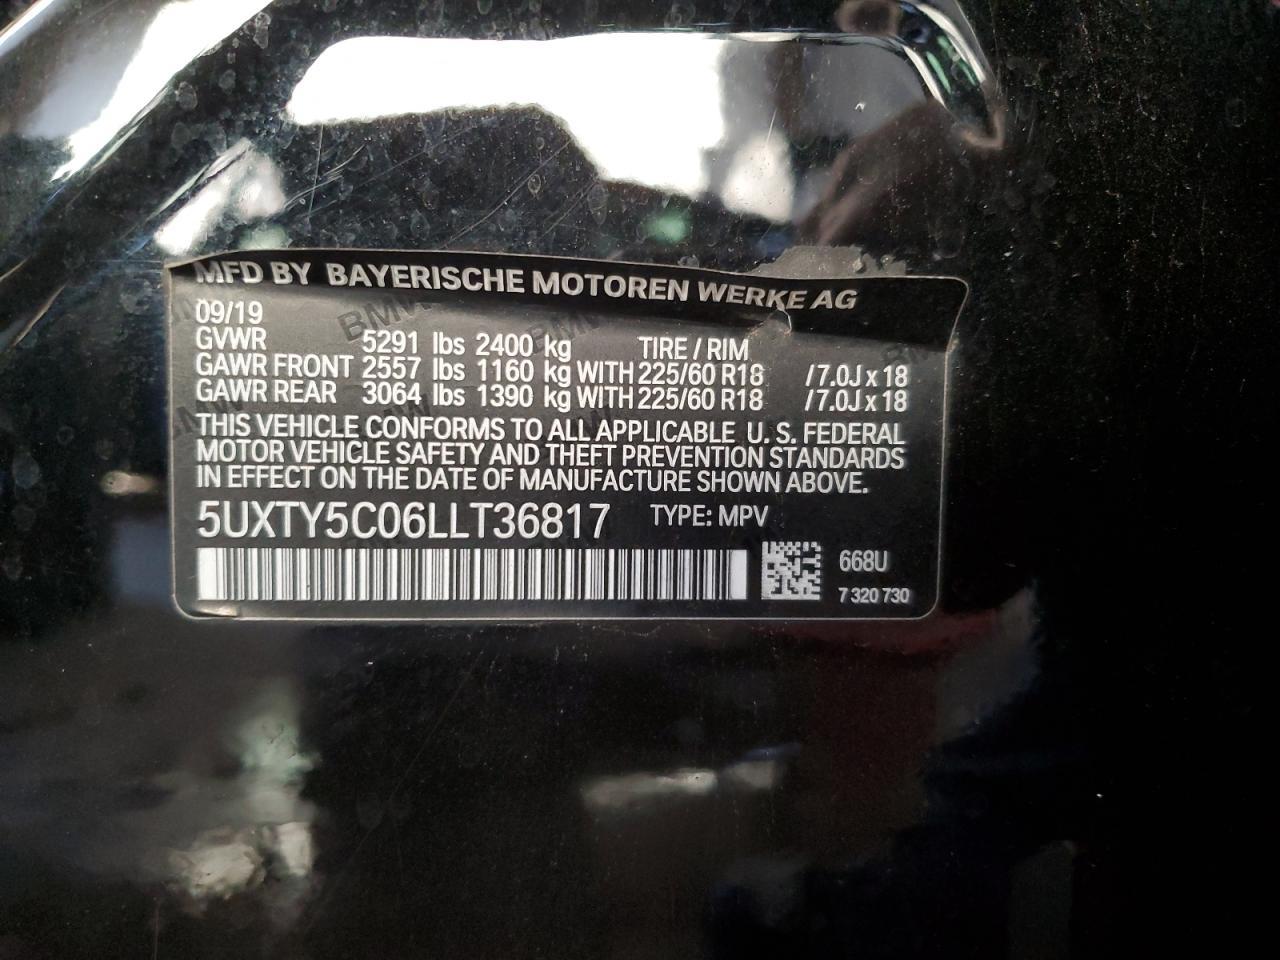 MFD BY BAYERISCHE MOTOREN WERKE AG
09/19
GVWR 5291 lbs 2400 kg TIRE / RIM
GAWR FRONT 2557 lbs 1160 kg WITH 225/60 R18 /7.0J x 18
GAWR REAR 3064 lbs 1390 kg WITH 225/60 R18 /7.0J x 18
THIS VEHICLE CONFORMS TO ALL APPLICABLE U. S. FEDERAL
MOTOR VEHICLE SAFETY AND THEFT PREVENTION STANDARDS
IN EFFECT ON THE DATE OF MANUFACTURE SHOWN ABOVE.
5UXTY5C06LLT36817 TYPE: MPV
668U
7 320 730